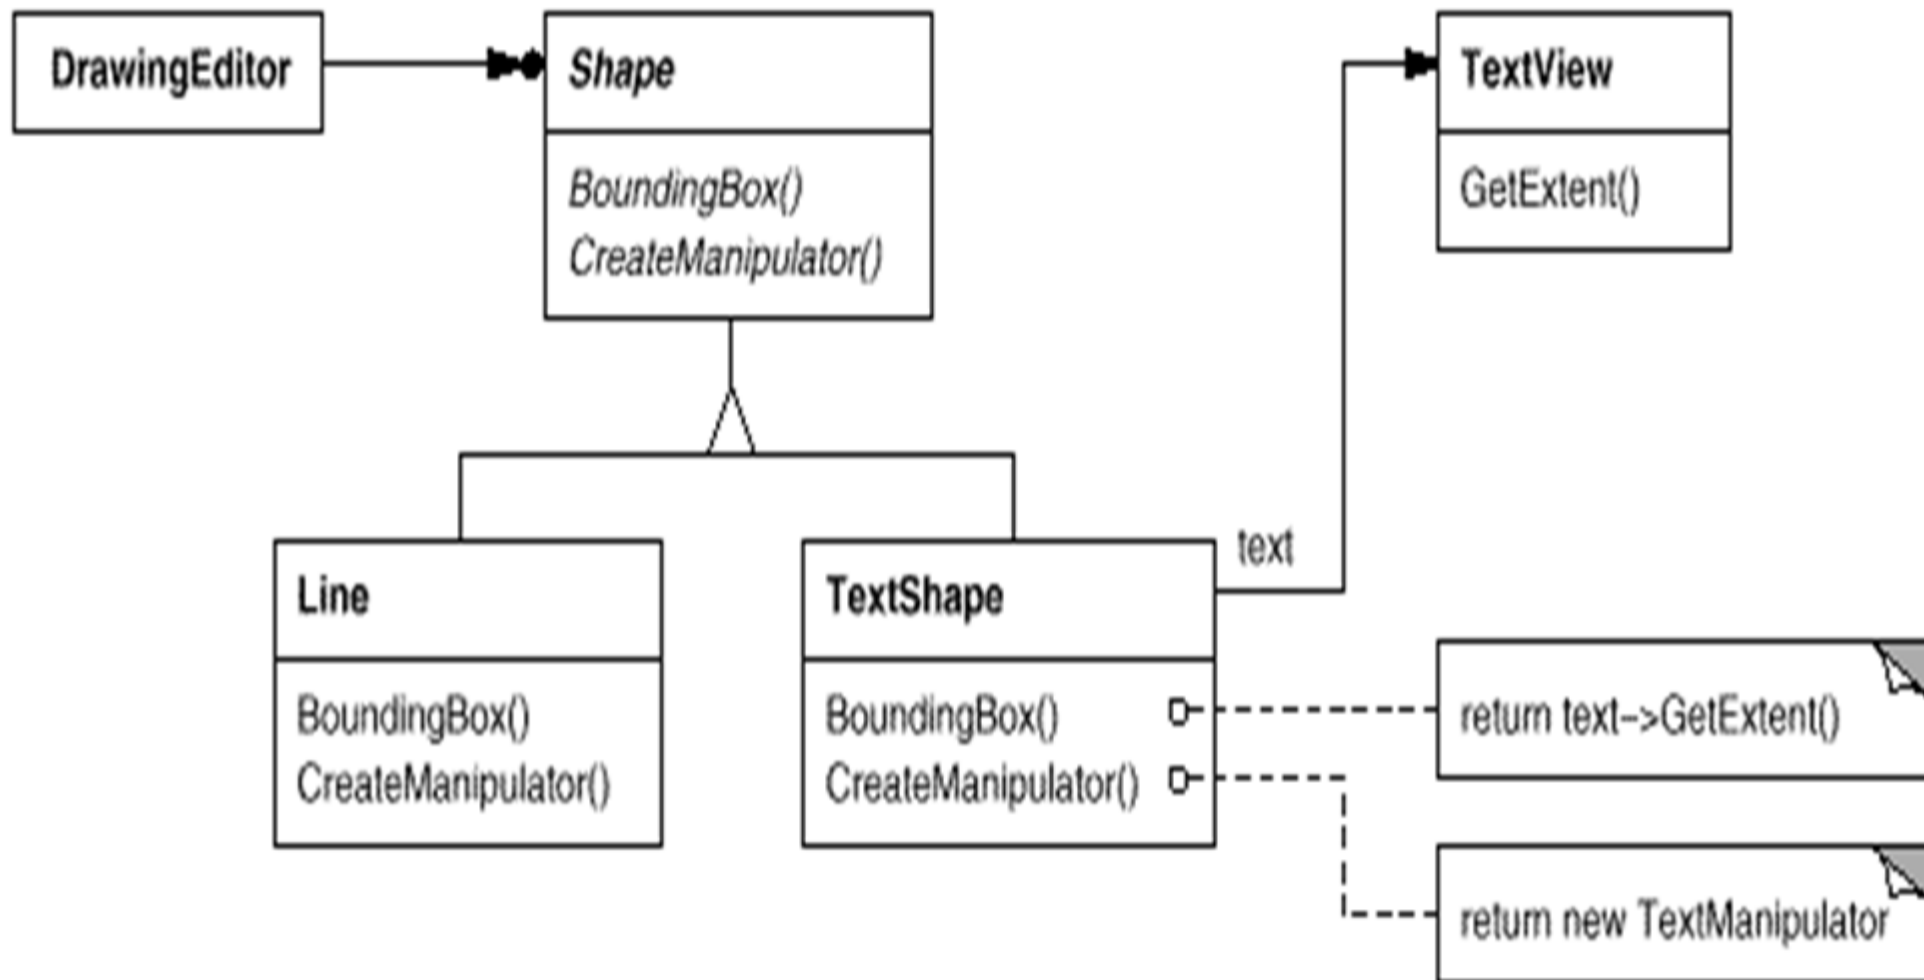 DrawingEditor
Shape
BoundingBox()
CreateManipulator()
TextView
GetExtent()
Line
BoundingBox()
CreateManipulator()
TextShape
BoundingBox()
CreateManipulator()
text
return text–>GetExtent()
return new TextManipulator